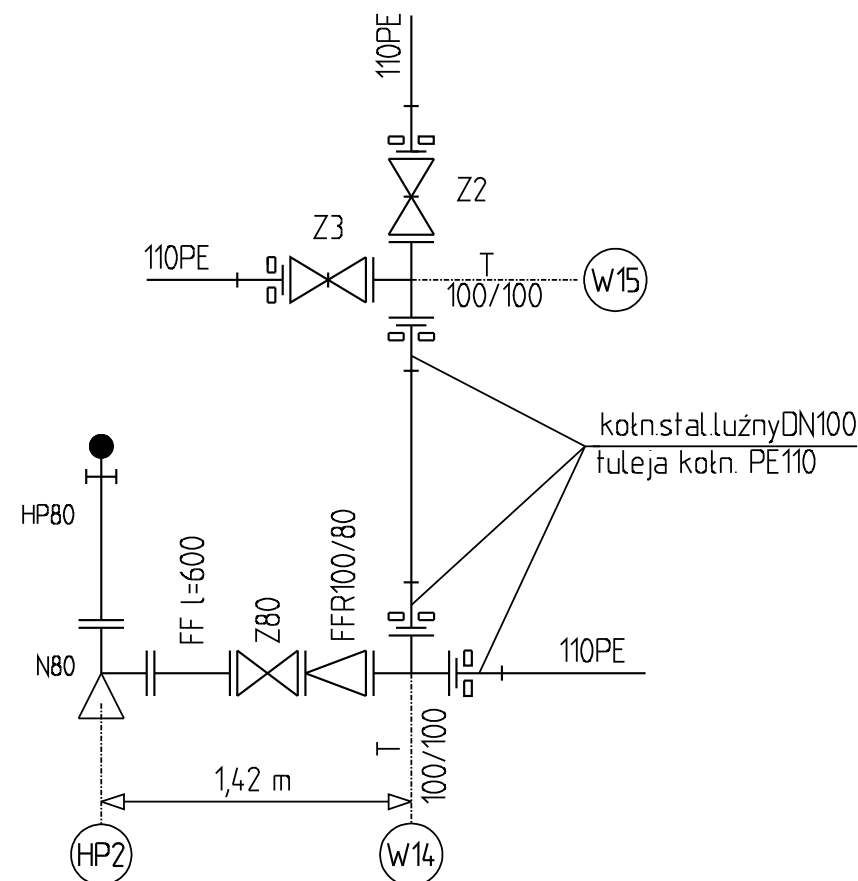 110PE
Z2
Z3
110PE
T
100/100
W15
kołn.stal.luźnyDN100
tuleja kołn. PE110
HP80
FF l=600
Z80
FFR100/80
N80
110PE
T
100/100
1,42 m
HP2
W14